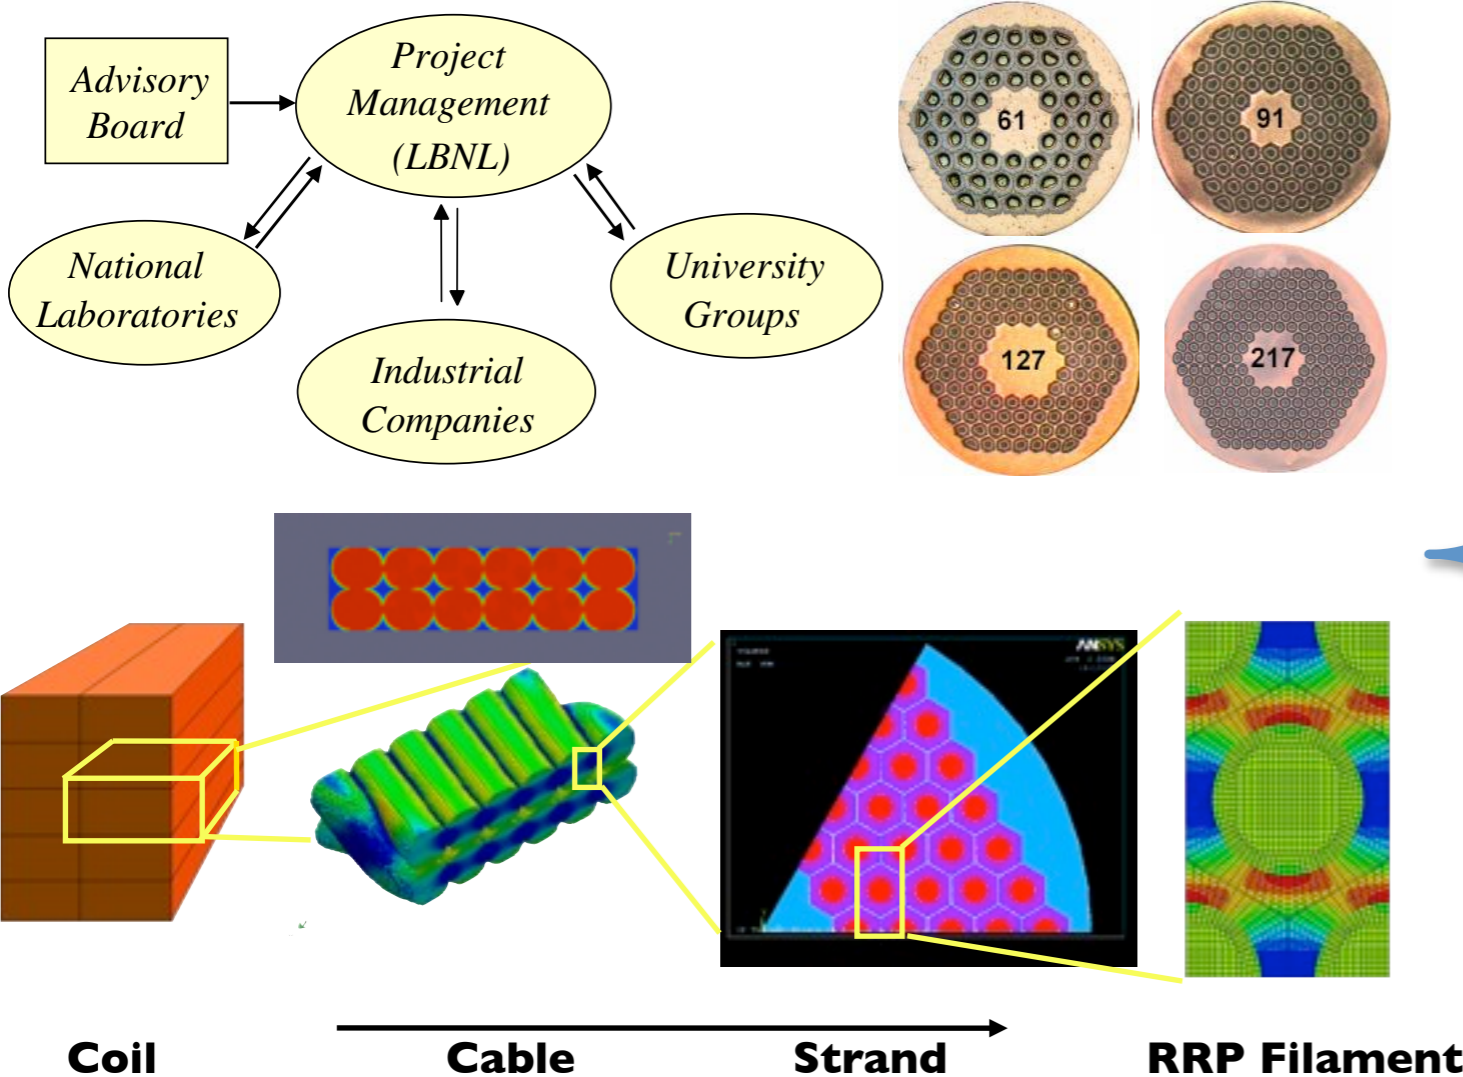 Advisory
Board
Project
Management
(LBNL)
National
Laboratories
Industrial
Companies
University
Groups
61
91
127
217
ANSYS
Coil
Cable
Strand
RRP Filament